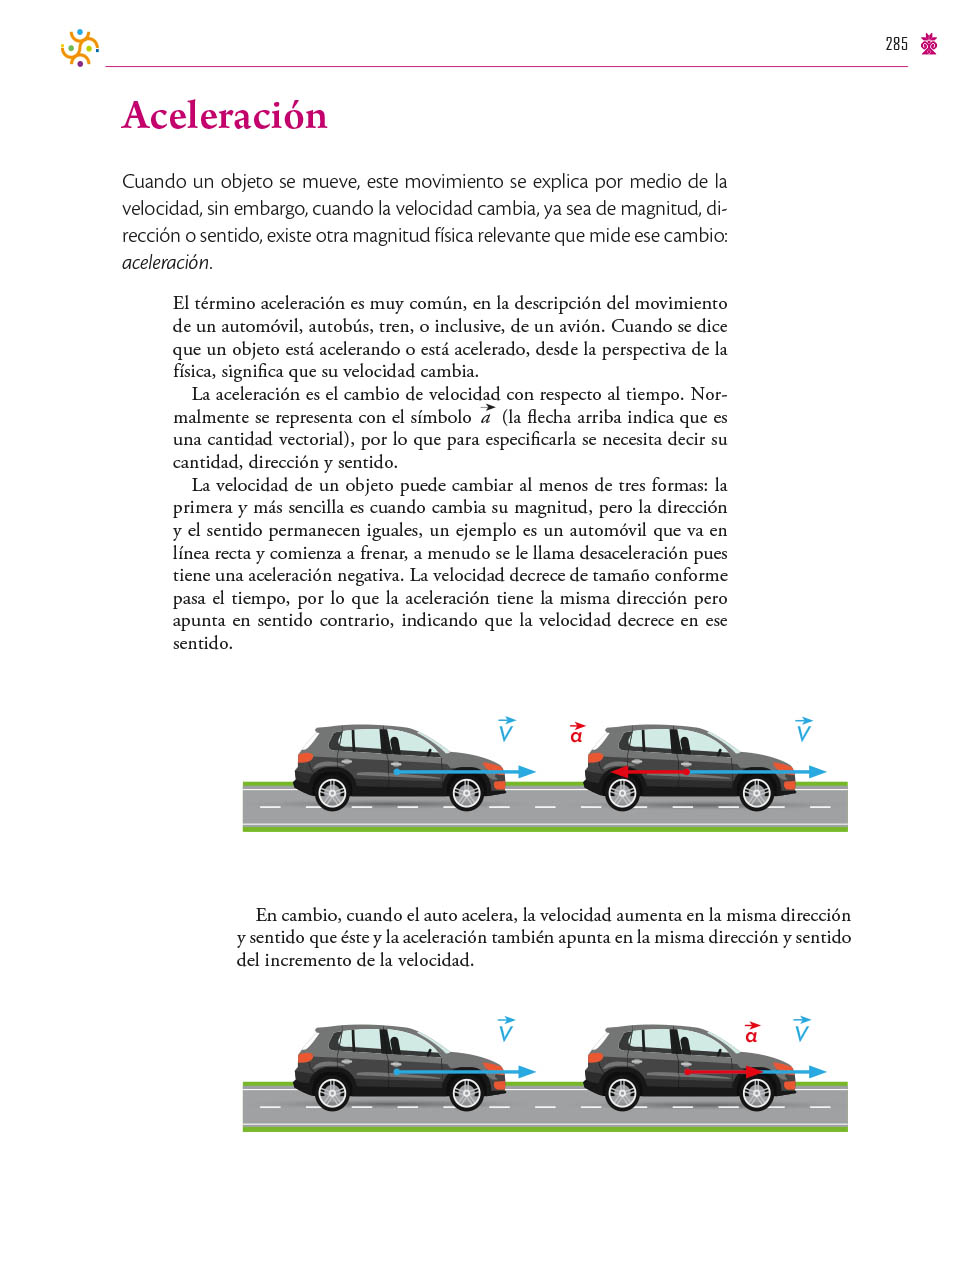 285
Aceleración
Cuando un objeto se mueve, este movimiento se explica por medio de la
velocidad, sin embargo, cuando la velocidad cambia, ya sea de magnitud, di-
rección o sentido, existe otra magnitud física relevante que mide ese cambio:
aceleración.
El término aceleración es muy común, en la descripción del movimiento
de un automóvil, autobús, tren, o inclusive, de un avión. Cuando se dice
que un objeto está acelerando o está acelerado, desde la perspectiva de la
física, significa que su velocidad cambia.
La aceleración es el cambio de velocidad con respecto al tiempo. Nor-
malmente se representa con el símbolo a⃗ (la flecha arriba indica que es
una cantidad vectorial), por lo que para especificarla se necesita decir su
cantidad, dirección y sentido.
La velocidad de un objeto puede cambiar al menos de tres formas: la
primera y más sencilla es cuando cambia su magnitud, pero la dirección
y el sentido permanecen iguales, un ejemplo es un automóvil que va en
línea recta y comienza a frenar, a menudo se le llama desaceleración pues
tiene una aceleración negativa. La velocidad decrece de tamaño conforme
pasa el tiempo, por lo que la aceleración tiene la misma dirección pero
apunta en sentido contrario, indicando que la velocidad decrece en ese
sentido.
V⃗ a⃗ V⃗
En cambio, cuando el auto acelera, la velocidad aumenta en la misma dirección
y sentido que éste y la aceleración también apunta en la misma dirección y sentido
del incremento de la velocidad.
V⃗ a⃗ V⃗